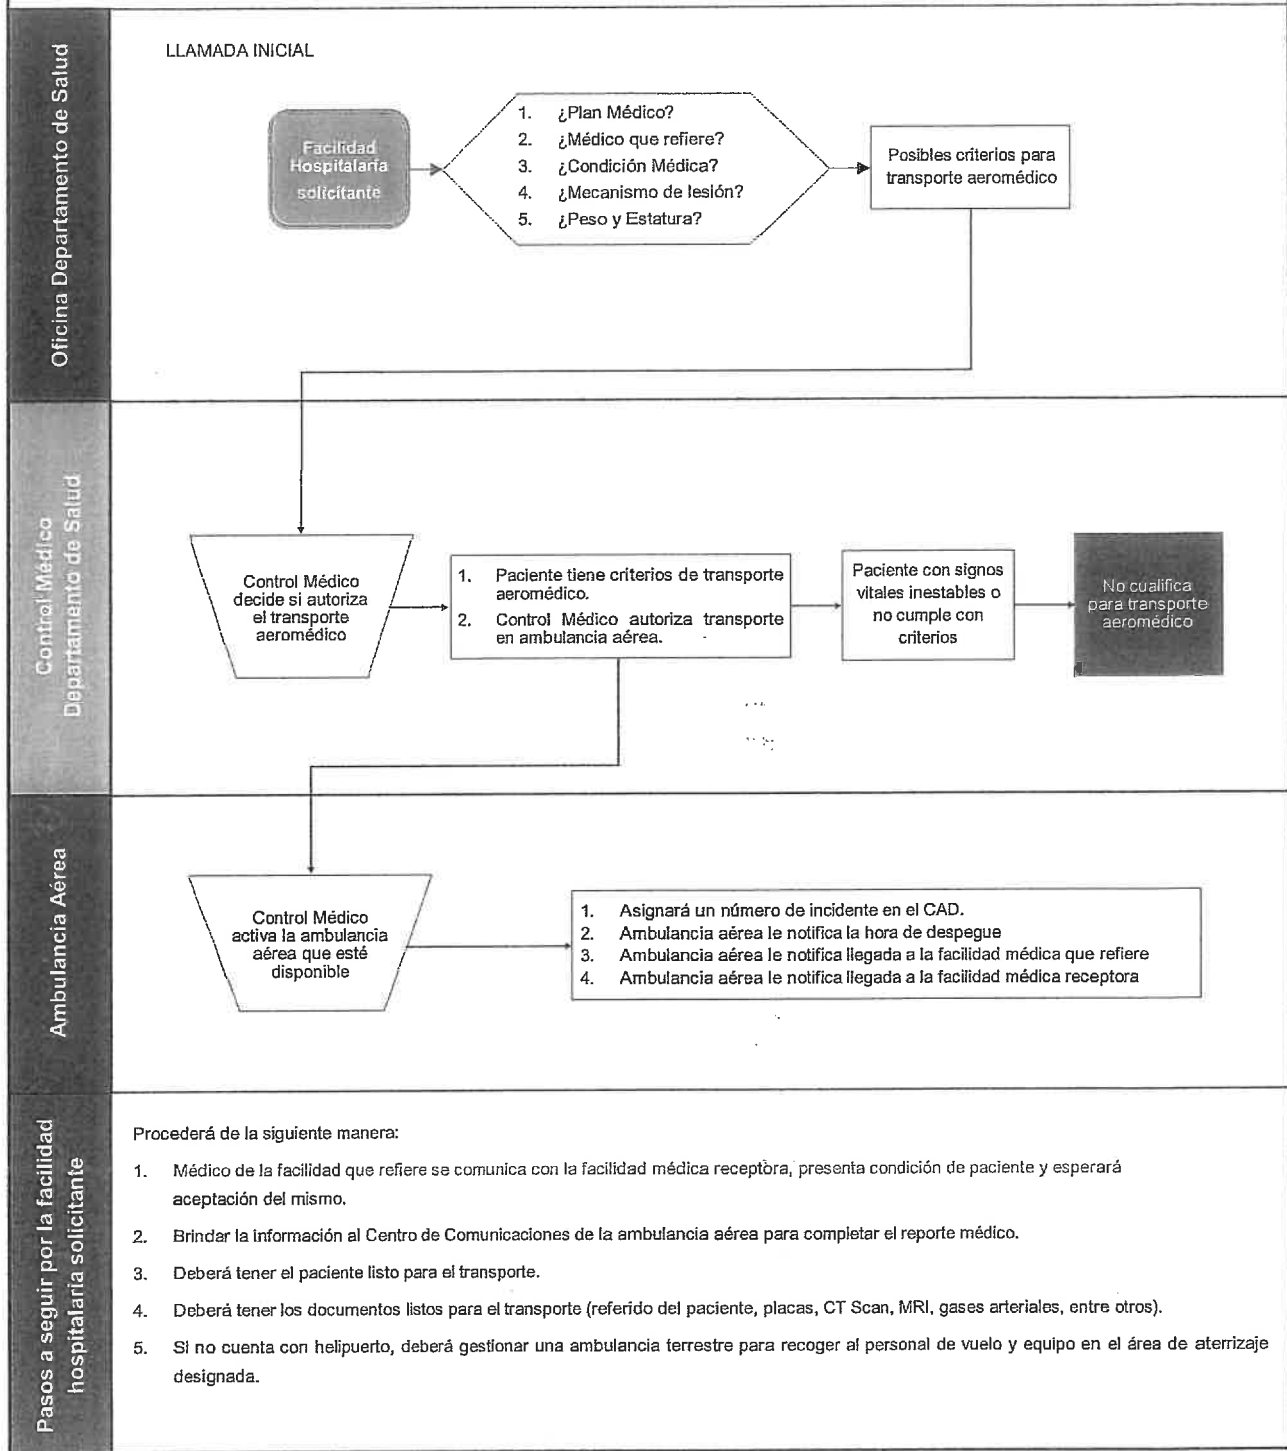 Oficina Departamento de Salud
LLAMADA INICIAL
Facilidad
Hospitalaria
solicitante
1. ¿Plan Médico?
2. ¿Médico que refiere?
3. ¿Condición Médica?
4. ¿Mecanismo de lesión?
5. ¿Peso y Estatura?
Posibles criterios para
transporte aeromédico
Control Médico
Departamento de Salud
Control Médico
decide si autoriza
el transporte
aeromédico
1. Paciente tiene criterios de transporte
aeromédico.
2. Control Médico autoriza transporte
en ambulancia aérea.
Paciente con signos
vitales inestables o
no cumple con
criterios
No cualifica
para transporte
aeromédico
Ambulancia Aérea
Control Médico
activa la ambulancia
aérea que esté
disponible
1. Asignará un número de incidente en el CAD.
2. Ambulancia aérea le notifica la hora de despegue
3. Ambulancia aérea le notifica llegada a la facilidad médica que refiere
4. Ambulancia aérea le notifica llegada a la facilidad médica receptora
Pasos a seguir por la facilidad
hospitalaria solicitante
Procederá de la siguiente manera:
1. Médico de la facilidad que refiere se comunica con la facilidad médica receptora, presenta condición de paciente y esperará
aceptación del mismo.
2. Brindar la información al Centro de Comunicaciones de la ambulancia aérea para completar el reporte médico.
3. Deberá tener el paciente listo para el transporte.
4. Deberá tener los documentos listos para el transporte (referido del paciente, placas, CT Scan, MRI, gases arteriales, entre otros).
5. Si no cuenta con helipuerto, deberá gestionar una ambulancia terrestre para recoger al personal de vuelo y equipo en el área de aterrizaje
designada.